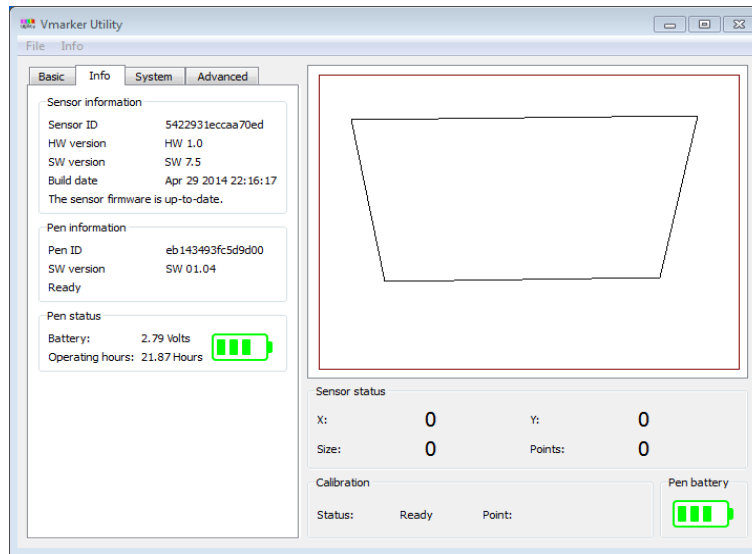 Vmarker Utility
File Info
Basic Info System Advanced
Sensor information
Sensor ID 5422931eccaa70ed
HW version HW 1.0
SW version SW 7.5
Build date Apr 29 2014 22:16:17
The sensor firmware is up-to-date.
Pen information
Pen ID eb143493fc5d9d00
SW version SW 01.04
Ready
Pen status
Battery: 2.79 Volts
Operating hours: 21.87 Hours
Sensor status
X: 0 Y: 0
Size: 0 Points: 0
Calibration
Status: Ready Point:
Pen battery